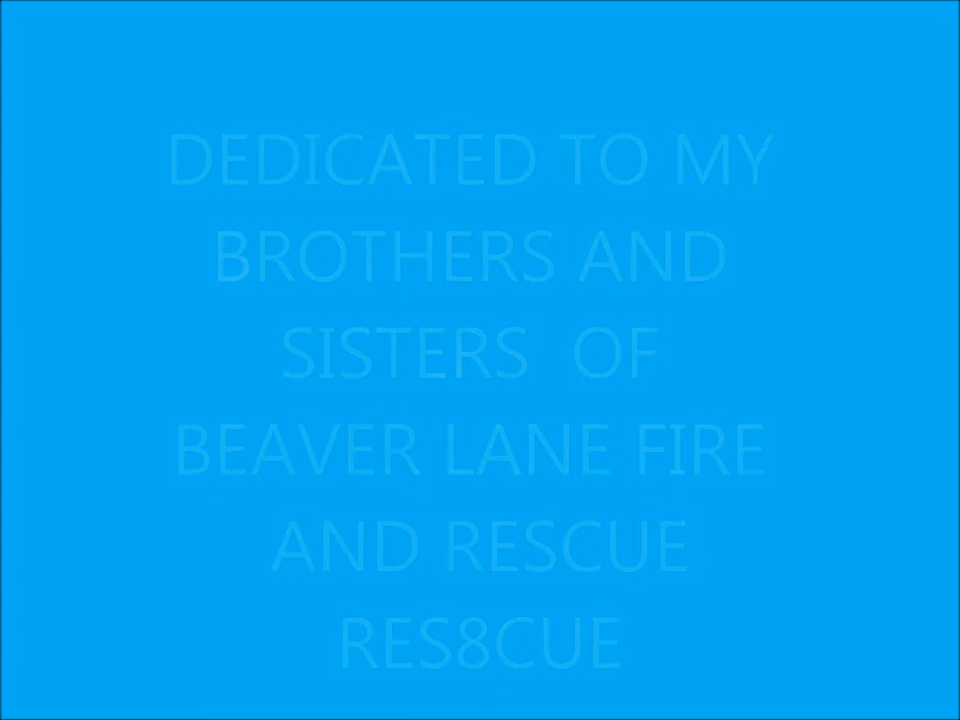 DEDICATED TO MY
BROTHERS AND
SISTERS OF
BEAVER LANE FIRE
AND RESCUE
RES8CUE